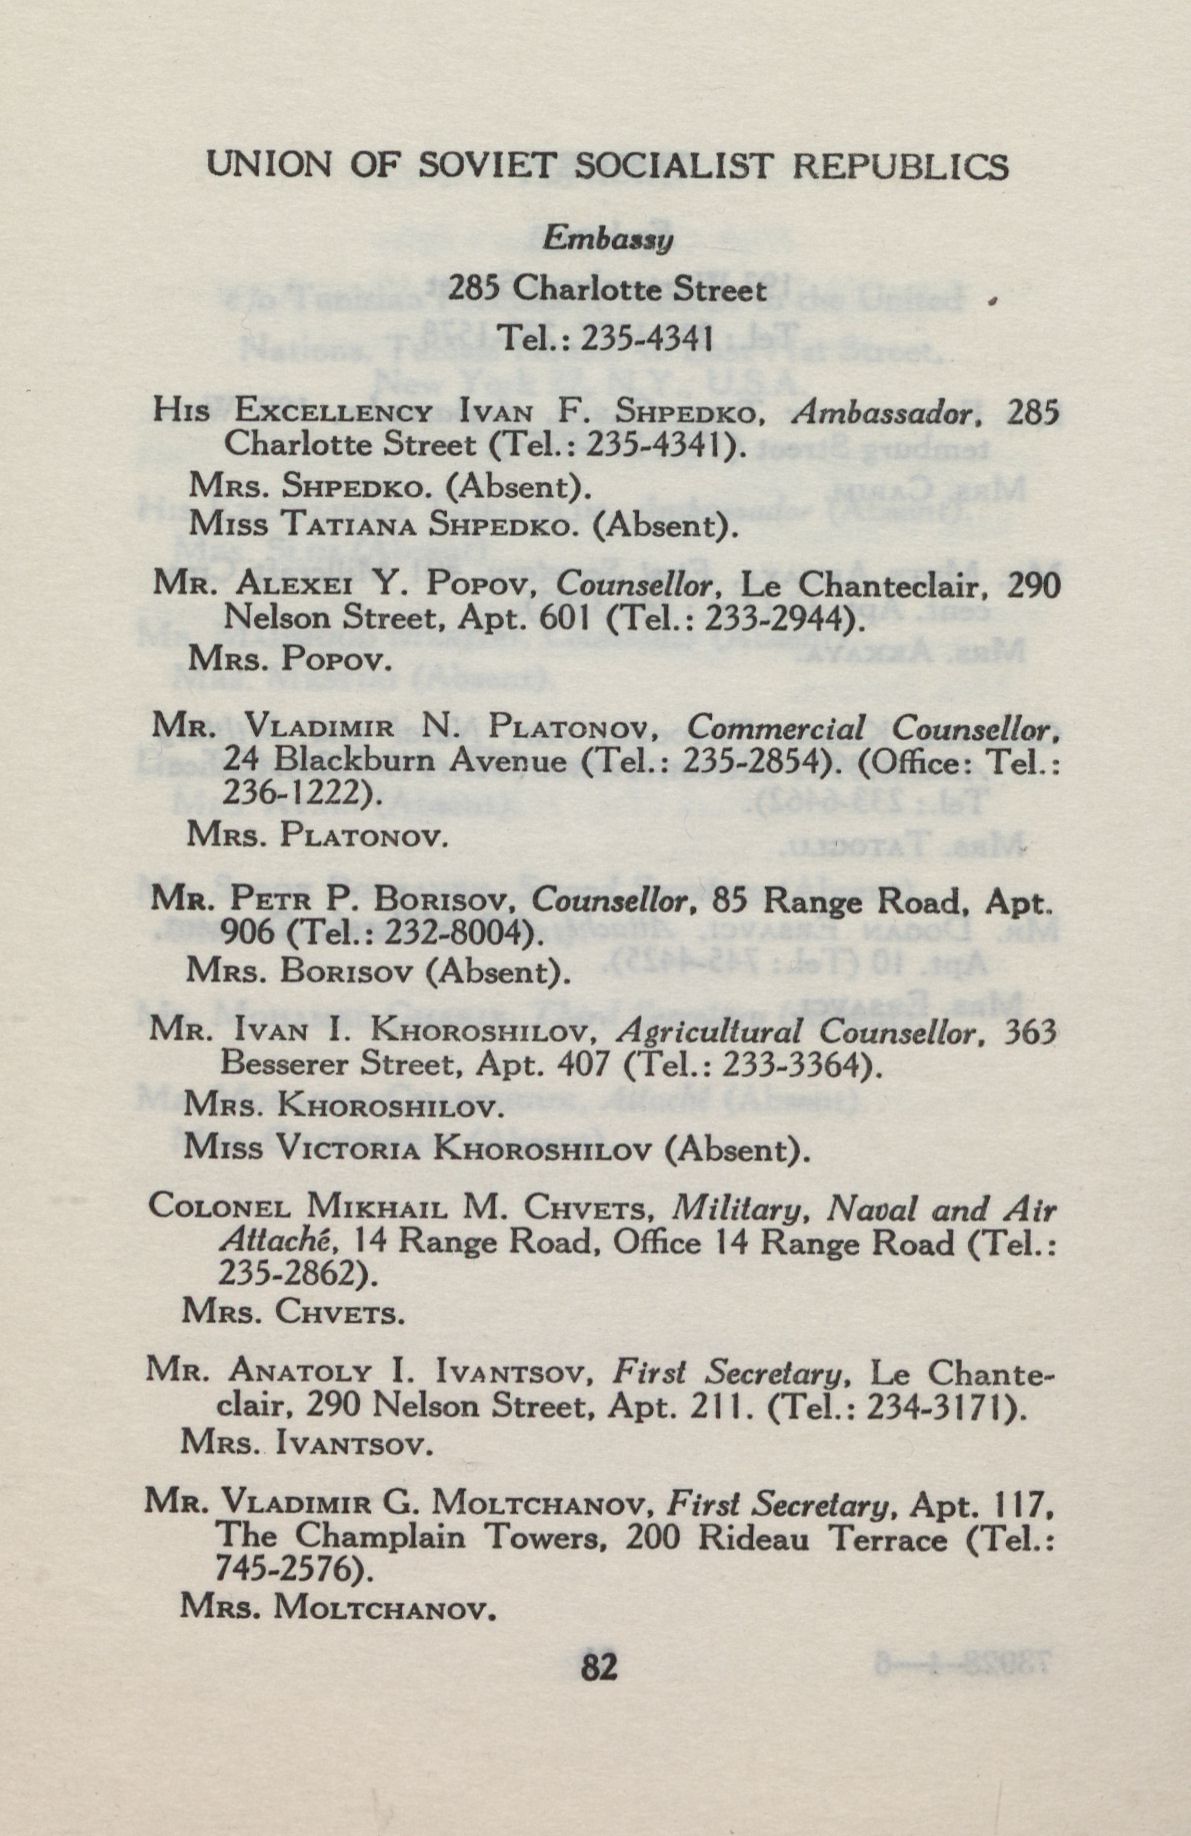 UNION OF SOVIET SOCIALIST REPUBLICS
Embassy
285 Charlotte Street
Tel.: 235-4341
HIS EXCELLENCY IVAN F. SHPEDKO, Ambassador, 285
Charlotte Street (Tel.: 235-4341).
MRS. SHPEDKO. (Absent).
MISS TATIANA SHPEDKO. (Absent).
MR. ALEXEI Y. POPOV, Counsellor, Le Chanteclair, 290
Nelson Street, Apt. 601 (Tel.: 233-2944).
MRS. POPOV.
MR. VLADIMIR N. PLATONOV, Commercial Counsellor,
24 Blackburn Avenue (Tel.: 235-2854). (Office: Tel.:
236-1222).
MRS. PLATONOV.
MR. PETR P. BORISOV, Counsellor, 85 Range Road, Apt.
906 (Tel.: 232-8004).
MRS. BORISOV (Absent).
MR. IVAN I. KHOROSHILOV, Agricultural Counsellor, 363
Besserer Street, Apt. 407 (Tel.: 233-3364).
MRS. KHOROSHILOV.
MISS VICTORIA KHOROSHILOV (Absent).
COLONEL MIKHAIL M. CHVETS, Military, Naval and Air
Attaché, 14 Range Road, Office 14 Range Road (Tel.:
235-2862).
MRS. CHVETS.
MR. ANATOLY I. IVANTSOV, First Secretary, Le Chante-
clair, 290 Nelson Street, Apt. 211. (Tel.: 234-3171).
MRS. IVANTSOV.
MR. VLADIMIR G. MOLTCHANOV, First Secretary, Apt. 117,
The Champlain Towers, 200 Rideau Terrace (Tel.:
745-2576).
MRS. MOLTCHANOV.
82